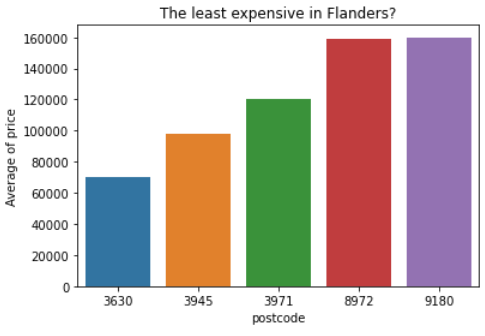 The least expensive in Flanders?
Average of price
160000
140000
120000
100000
80000
60000
40000
20000
0
3630 3945 3971 8972 9180
postcode